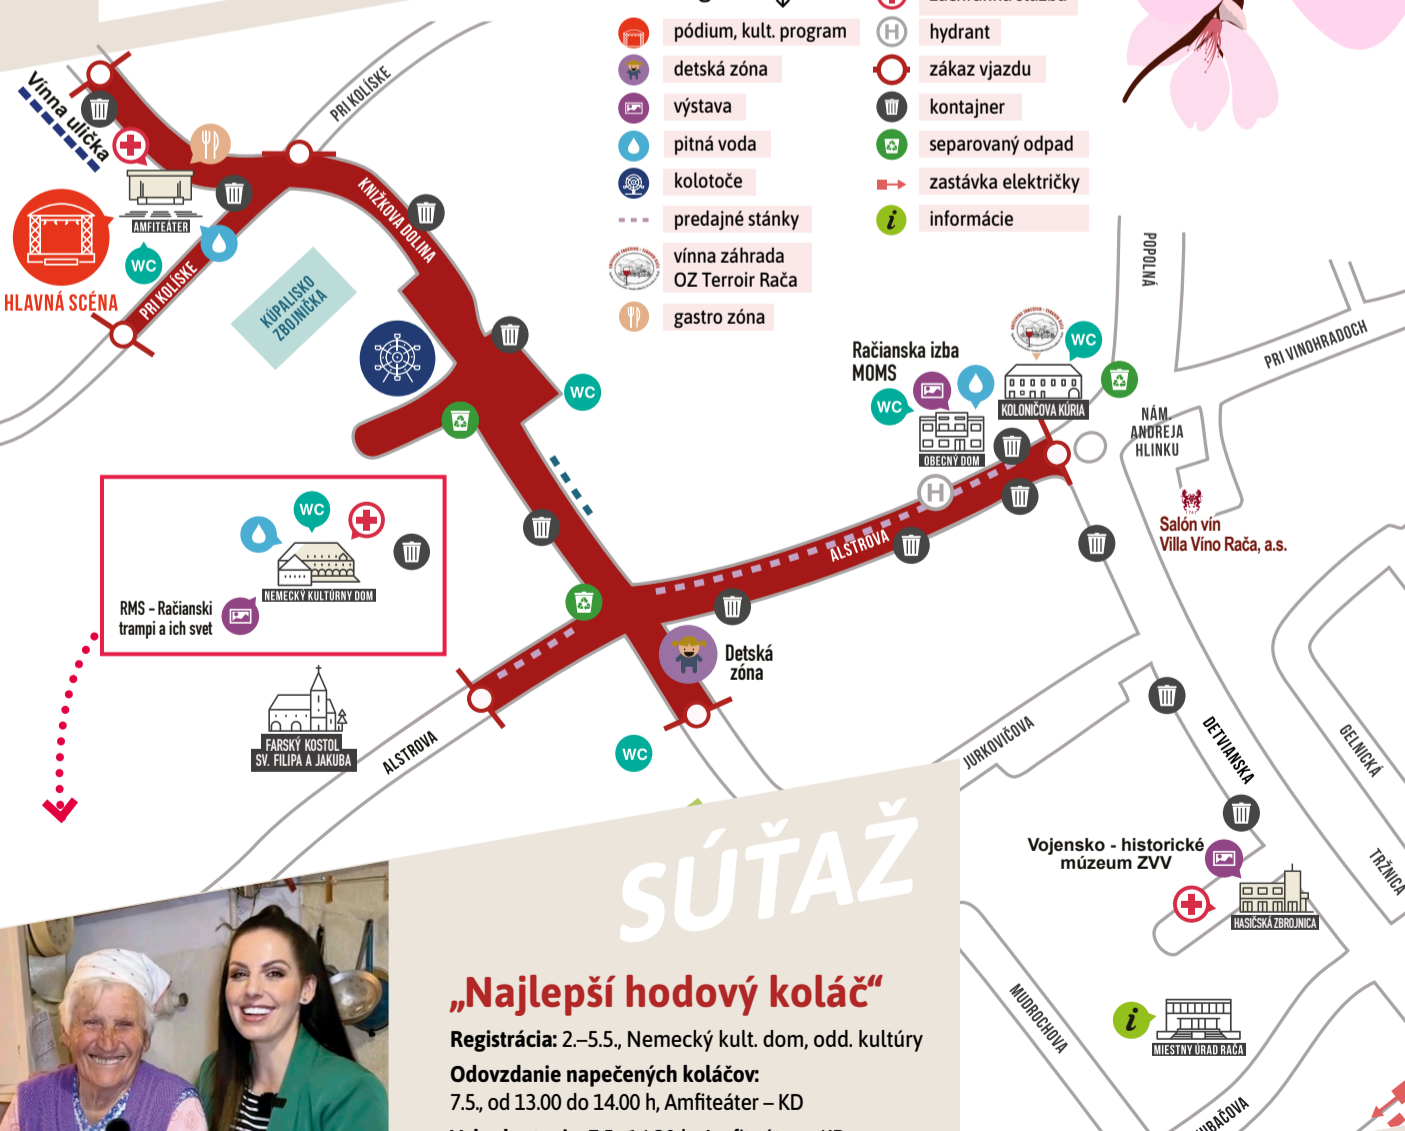 pódium, kult. program
detská zóna
výstava
pitná voda
kolotoče
predajné stánky
vínna záhrada
OZ Terroir Rača
gastro zóna
H
hydrant
zákaz vjazdu
kontajner
separovaný odpad
zastávka električky
i
informácie
Vínna ulička
PRI KOLÍSKE
KNIŽKOVA DOLINA
AMFITEÁTER
WC
HLAVNÁ SCÉNA
PRI KOLÍSKE
KÚPALISKO
ZBOJNÍČKA
WC
POPOLNÁ
PRI VINOHRADOCH
Račianska izba
MOMS
WC
WC
KOLONIČOVA KÚRIA
OBECNÝ DOM
NÁM.
ANDREJA
HLINKU
H
ALSTROVA
Salón vín
Villa Víno Rača, a.s.
WC
NEMECKÝ KULTÚRNY DOM
RMS – Račianski
trampi a ich svet
Detská
zóna
FARSKÝ KOSTOL
SV. FILIPA A JAKUBA
ALSTROVA
WC
JURKOVIČOVA
DETVIANSKA
GELNICKÁ
TRŽNICA
Vojensko - historické
múzeum ZVV
HASIČSKÁ ZBROJNICA
MUDROCHOVA
i
MIESTNY ÚRAD RAČA
SÚŤAŽ
„Najlepší hodový koláč“
Registrácia: 2.–5.5., Nemecký kult. dom, odd. kultúry
Odovzdanie napečených koláčov:
7.5., od 13.00 do 14.00 h, Amfiteáter – KD